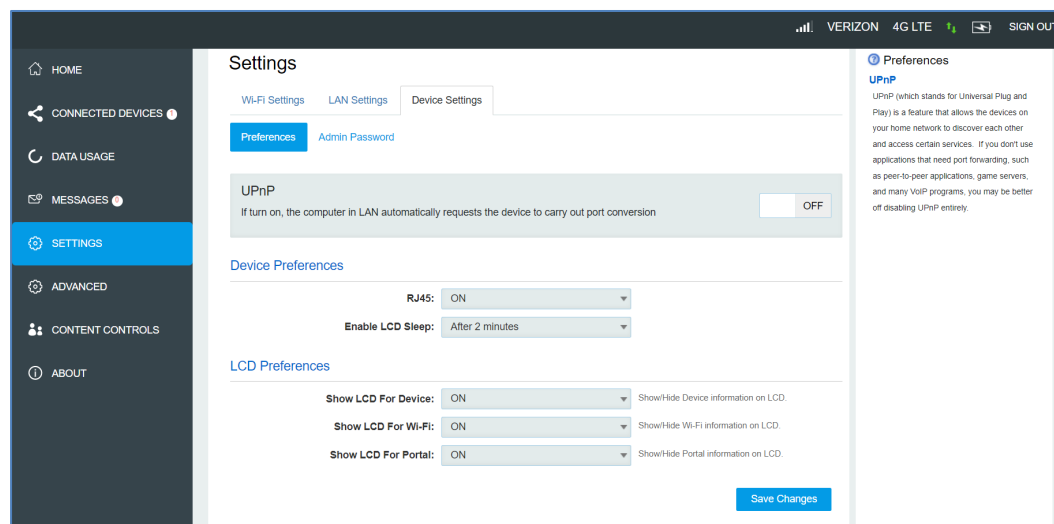 VERIZON 4G LTE SIGN OUT
HOME
CONNECTED DEVICES 1
DATA USAGE
MESSAGES 0
SETTINGS
ADVANCED
CONTENT CONTROLS
ABOUT
Settings
Wi-Fi Settings LAN Settings Device Settings
Preferences Admin Password
UPnP
If turn on, the computer in LAN automatically requests the device to carry out port conversion
OFF
Device Preferences
RJ45: ON
Enable LCD Sleep: After 2 minutes
LCD Preferences
Show LCD For Device: ON Show/Hide Device information on LCD.
Show LCD For Wi-Fi: ON Show/Hide Wi-Fi information on LCD.
Show LCD For Portal: ON Show/Hide Portal information on LCD.
Save Changes
Preferences
UPnP
UPnP (which stands for Universal Plug and
Play) is a feature that allows the devices on
your home network to discover each other
and access certain services. If you don't use
applications that need port forwarding, such
as peer-to-peer applications, game servers,
and many VoIP programs, you may be better
off disabling UPnP entirely.